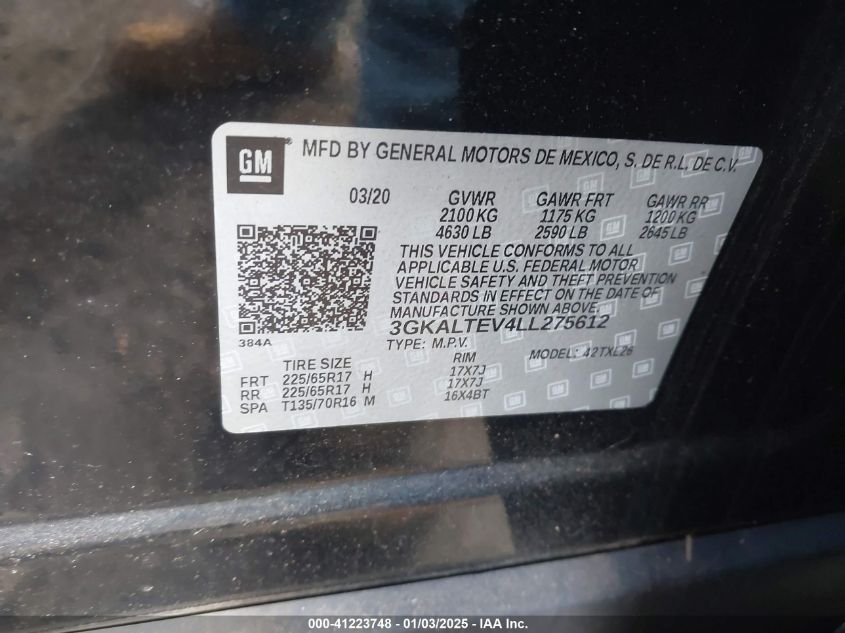 GM
MFD BY GENERAL MOTORS DE MEXICO, S. DE R.L. DE C.V.
03/20 GVWR GAWR FRT GAWR RR
2100 KG 1175 KG 1200 KG
4630 LB 2590 LB 2645 LB
THIS VEHICLE CONFORMS TO ALL
APPLICABLE U.S. FEDERAL MOTOR
VEHICLE SAFETY AND THEFT PREVENTION
STANDARDS IN EFFECT ON THE DATE OF
MANUFACTURE SHOWN ABOVE.
3GKALTEV4LL275612
384A
TYPE: M.P.V. MODEL: 42TXL26
TIRE SIZE RIM
FRT 225/65R17 H 17X7J
RR 225/65R17 H 17X7J
SPA T135/70R16 M 16X4BT
000-41223748 - 01/03/2025 - IAA Inc.